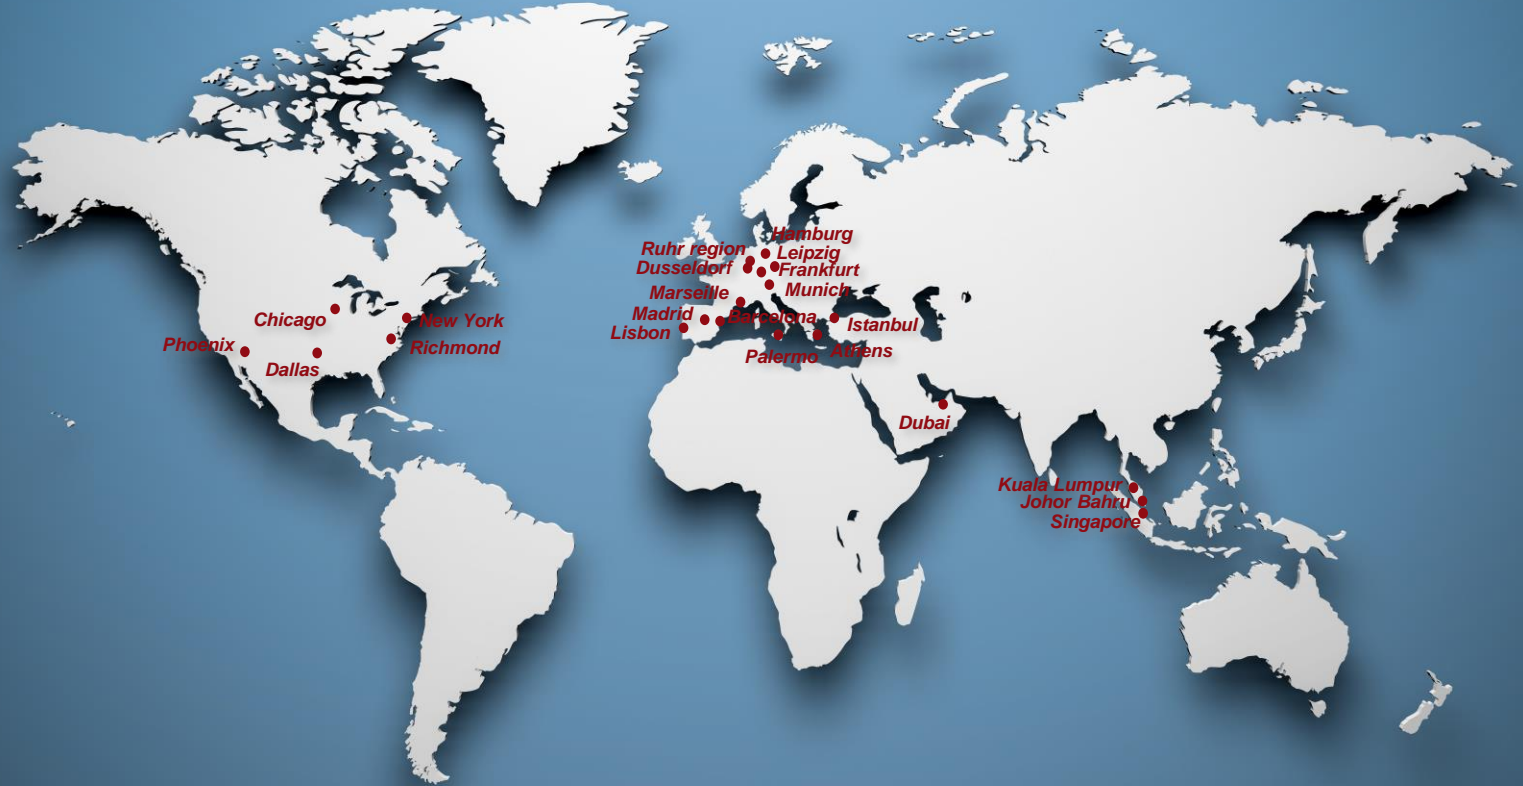 Hamburg
Ruhr region
Leipzig
Dusseldorf
Frankfurt
Marseille
Munich
Madrid
Barcelona
Lisbon
Istanbul
Palermo
Athens
Chicago
New York
Phoenix
Richmond
Dallas
Dubai
Kuala Lumpur
Johor Bahru
Singapore